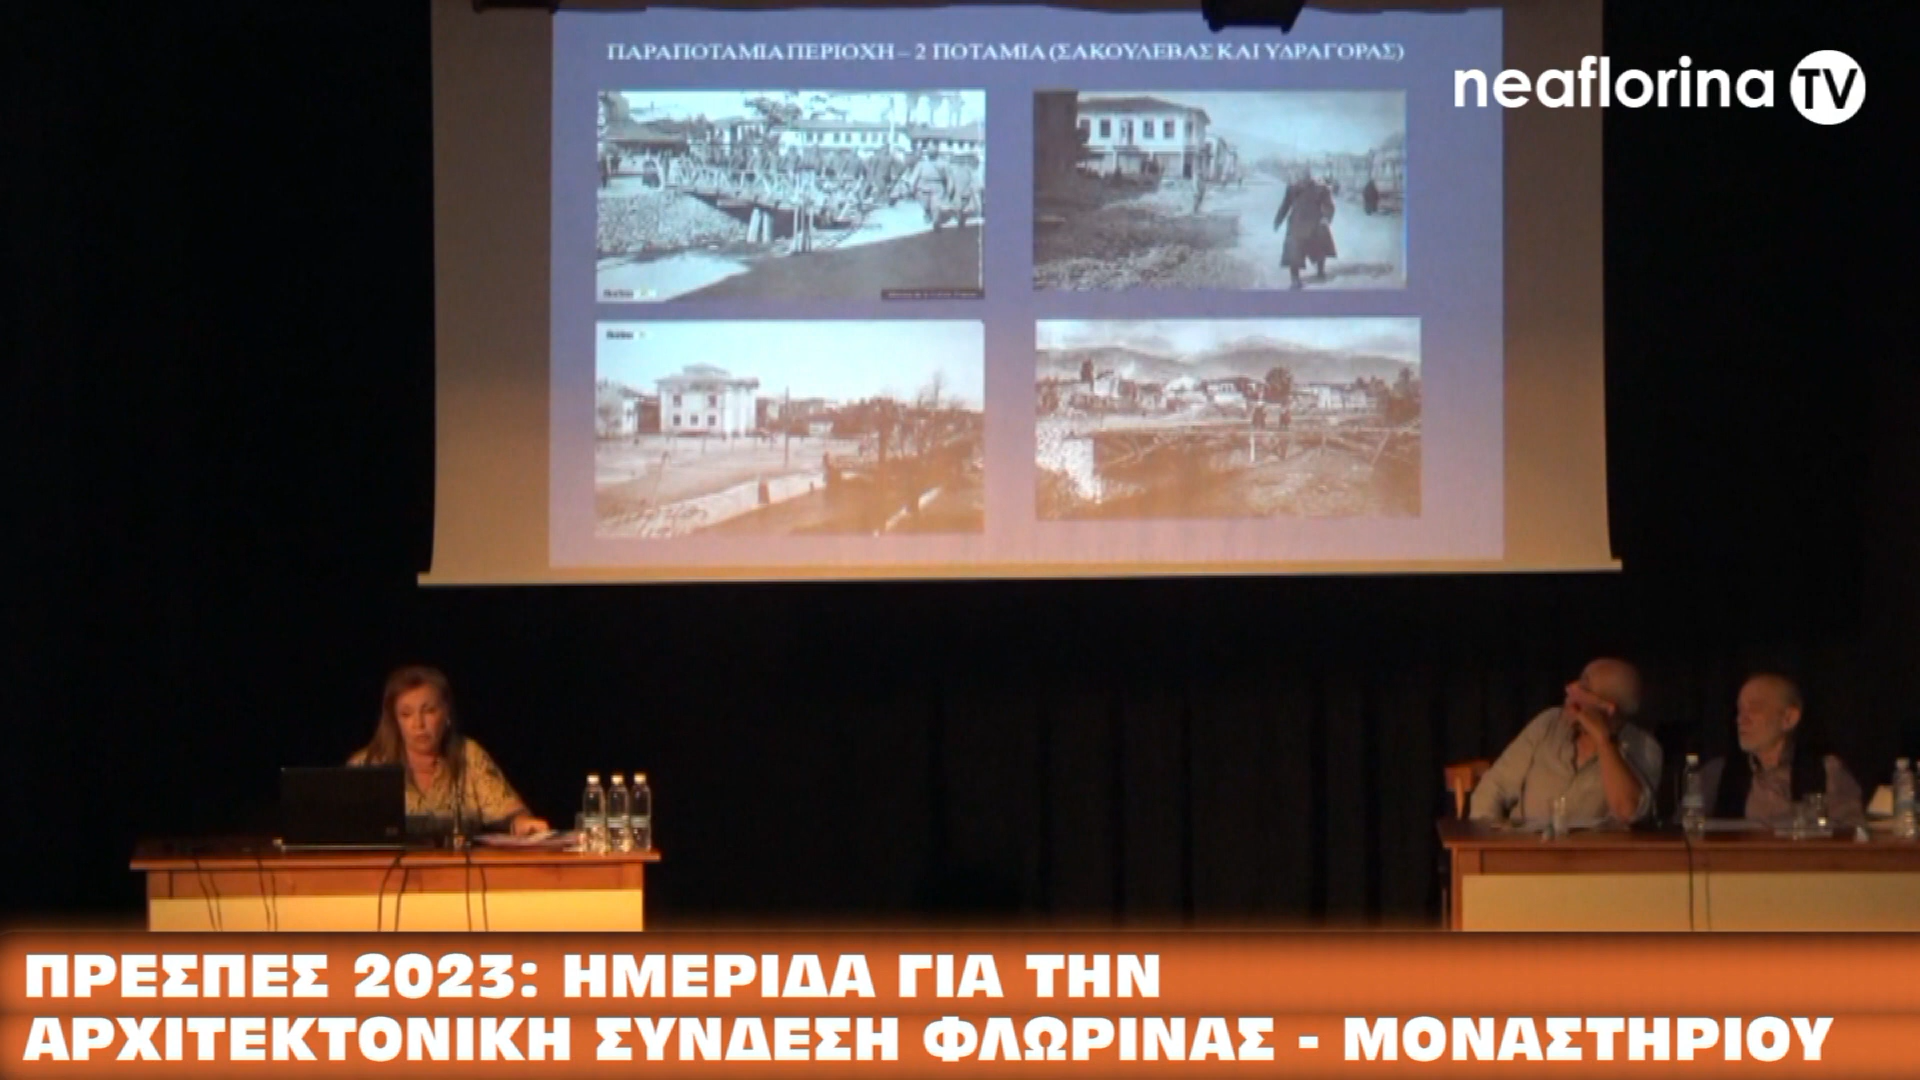 ΠΑΡΑΠΟΤΑΜΙΑ ΠΕΡΙΟΧΗ – 2 ΠΟΤΑΜΙΑ (ΣΑΚΟΥΛΕΒΑΣ ΚΑΙ ΥΔΡΑΓΟΡΑΣ)
neaflorina TV
ΠΡΕΣΠΕΣ 2023: ΗΜΕΡΙΔΑ ΓΙΑ ΤΗΝ
ΑΡΧΙΤΕΚΤΟΝΙΚΗ ΣΥΝΔΕΣΗ ΦΛΩΡΙΝΑΣ - ΜΟΝΑΣΤΗΡΙΟΥ